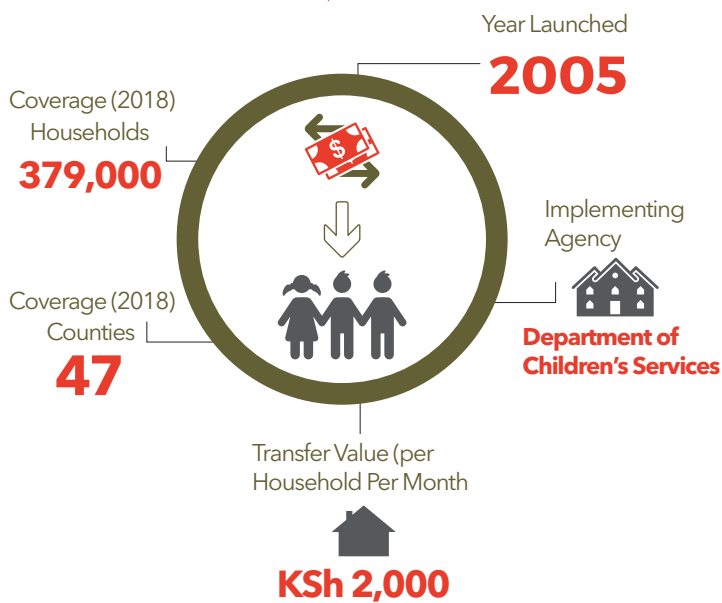 Year Launched
2005
Coverage (2018)
Households
379,000
$
Implementing
Agency
Department of
Children's Services
Coverage (2018)
Counties
47
Transfer Value (per
Household Per Month
KSh 2,000